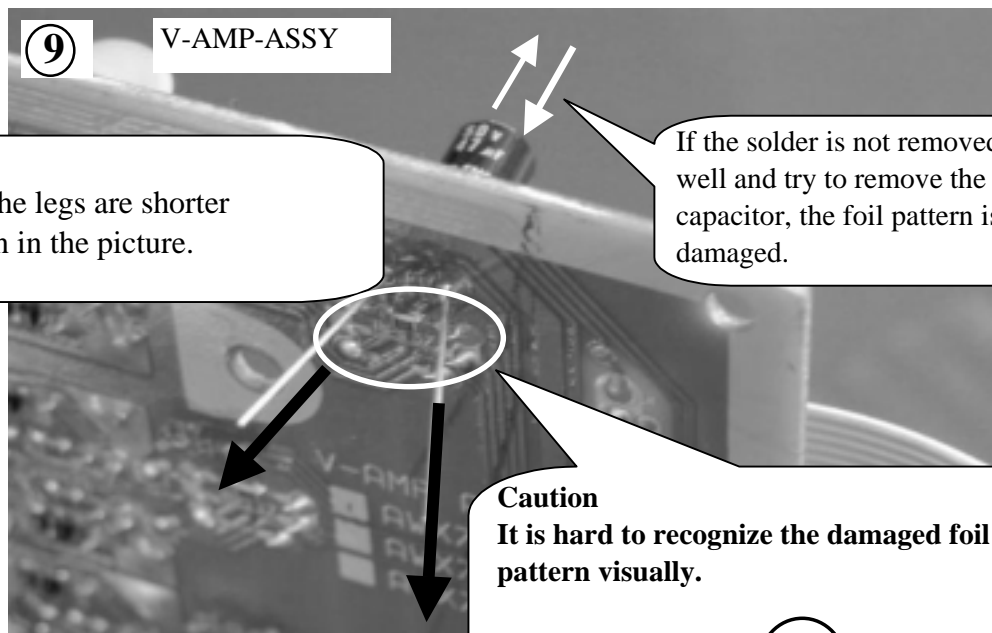 9
V-AMP-ASSY
If the solder is not removed
well and try to remove the
capacitor, the foil pattern is
damaged.
he legs are shorter
in the picture.
V-AMP
Caution
It is hard to recognize the damaged foil
pattern visually.